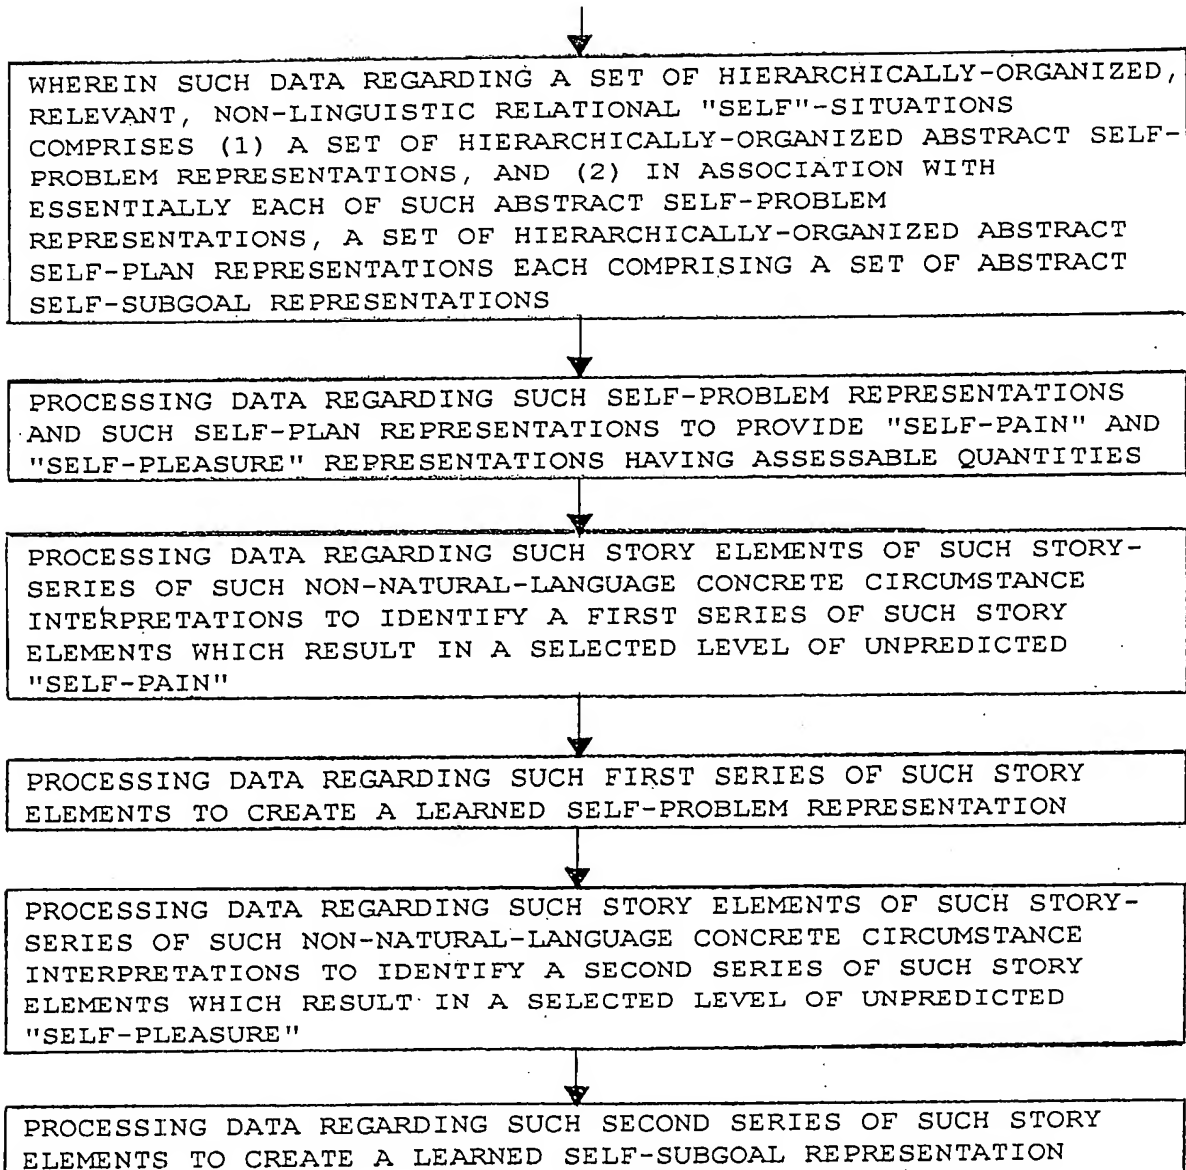 WHEREIN SUCH DATA REGARDING A SET OF HIERARCHICALLY-ORGANIZED,
RELEVANT, NON-LINGUISTIC RELATIONAL "SELF"-SITUATIONS
COMPRISES (1) A SET OF HIERARCHICALLY-ORGANIZED ABSTRACT SELF-
PROBLEM REPRESENTATIONS, AND (2) IN ASSOCIATION WITH
ESSENTIALLY EACH OF SUCH ABSTRACT SELF-PROBLEM
REPRESENTATIONS, A SET OF HIERARCHICALLY-ORGANIZED ABSTRACT
SELF-PLAN REPRESENTATIONS EACH COMPRISING A SET OF ABSTRACT
SELF-SUBGOAL REPRESENTATIONS
PROCESSING DATA REGARDING SUCH SELF-PROBLEM REPRESENTATIONS
AND SUCH SELF-PLAN REPRESENTATIONS TO PROVIDE "SELF-PAIN" AND
"SELF-PLEASURE" REPRESENTATIONS HAVING ASSESSABLE QUANTITIES
PROCESSING DATA REGARDING SUCH STORY ELEMENTS OF SUCH STORY-
SERIES OF SUCH NON-NATURAL-LANGUAGE CONCRETE CIRCUMSTANCE
INTERPRETATIONS TO IDENTIFY A FIRST SERIES OF SUCH STORY
ELEMENTS WHICH RESULT IN A SELECTED LEVEL OF UNPREDICTED
"SELF-PAIN"
PROCESSING DATA REGARDING SUCH FIRST SERIES OF SUCH STORY
ELEMENTS TO CREATE A LEARNED SELF-PROBLEM REPRESENTATION
PROCESSING DATA REGARDING SUCH STORY ELEMENTS OF SUCH STORY-
SERIES OF SUCH NON-NATURAL-LANGUAGE CONCRETE CIRCUMSTANCE
INTERPRETATIONS TO IDENTIFY A SECOND SERIES OF SUCH STORY
ELEMENTS WHICH RESULT IN A SELECTED LEVEL OF UNPREDICTED
"SELF-PLEASURE"
PROCESSING DATA REGARDING SUCH SECOND SERIES OF SUCH STORY
ELEMENTS TO CREATE A LEARNED SELF-SUBGOAL REPRESENTATION